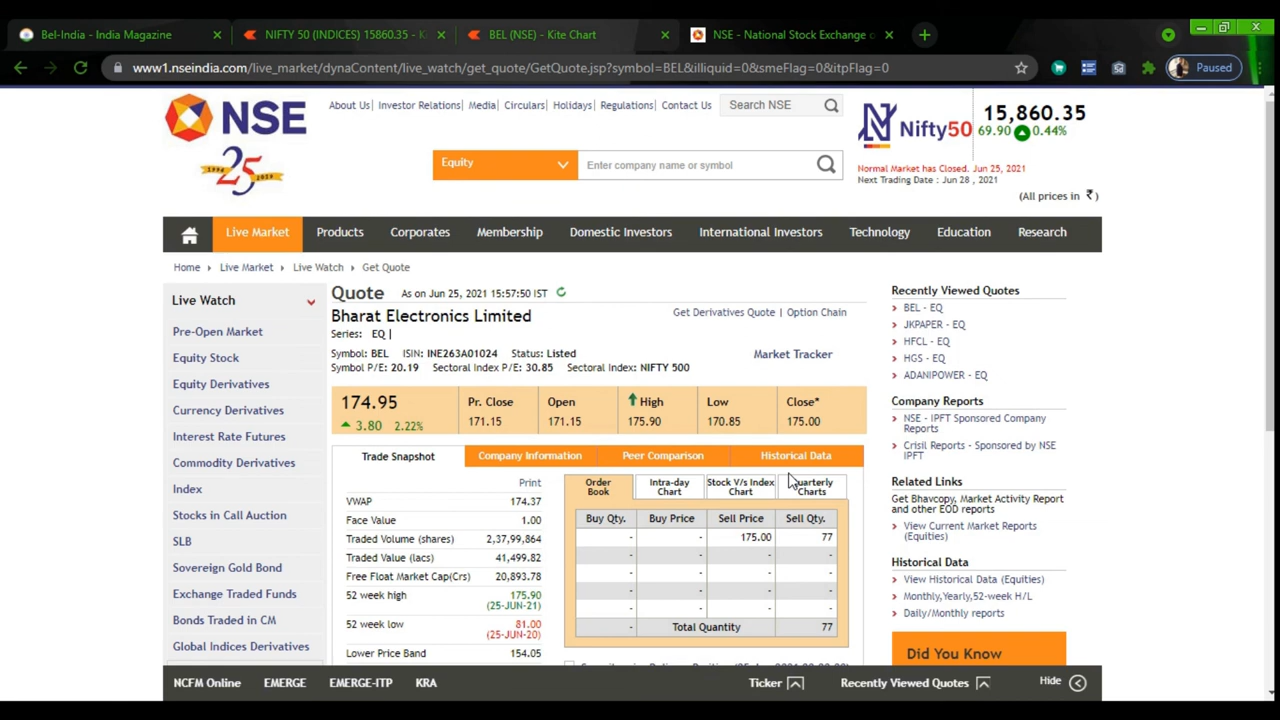 Bel-India - India Magazine
NIFTY 50 (INDICES) 15860.35 - K
BEL (NSE) - Kite Chart
NSE - National Stock Exchange o
www1.nseindia.com/live_market/dynaContent/live_watch/get_quote/GetQuote.jsp?symbol=BEL&illiquid=0&smeFlag=0&itpFlag=0
Paused
NSE
25
About Us| Investor Relations| Media| Circulars| Holidays| Regulations| Contact Us
Search NSE
Equity
Enter company name or symbol
Nifty50
15,860.35
69.90 0.44%
Normal Market has Closed. Jun 25, 2021
Next Trading Date : Jun 28 , 2021
(All prices in ₹)
Live Market Products Corporates Membership Domestic Investors International Investors Technology Education Research
Home Live Market Live Watch Get Quote
Live Watch
Pre-Open Market
Equity Stock
Equity Derivatives
Currency Derivatives
Interest Rate Futures
Commodity Derivatives
Index
Stocks in Call Auction
SLB
Sovereign Gold Bond
Exchange Traded Funds
Bonds Traded in CM
Global Indices Derivatives
Quote As on Jun 25, 2021 15:57:50 IST
Bharat Electronics Limited
Get Derivatives Quote | Option Chain
Series: EQ |
Symbol: BEL ISIN: INE263A01024 Status: Listed
Market Tracker
Symbol P/E: 20.19 Sectoral Index P/E: 30.85 Sectoral Index: NIFTY 500
174.95 Pr. Close Open High Low Close*
3.80 2.22% 171.15 171.15 175.90 170.85 175.00
Trade Snapshot Company Information Peer Comparison Historical Data
Print
VWAP 174.37
Face Value 1.00
Traded Volume (shares) 2,37,99,864
Traded Value (lacs) 41,499.82
Free Float Market Cap(Crs) 20,893.78
52 week high 175.90
(25-JUN-21)
52 week low 81.00
(25-JUN-20)
Lower Price Band 154.05
Order Book
Intra-day Chart
Stock V/s Index Chart
Quarterly Charts
Buy Qty. Buy Price Sell Price Sell Qty.
- - 175.00 77
- - - -
- - - -
- - - -
- - - -
- Total Quantity 77
Recently Viewed Quotes
BEL - EQ
JKPAPER - EQ
HFCL - EQ
HGS - EQ
ADANIPOWER - EQ
Company Reports
NSE - IPFT Sponsored Company
Reports
Crisil Reports - Sponsored by NSE
IPFT
Related Links
Get Bhavcopy, Market Activity Report
and other EOD reports
View Current Market Reports
(Equities)
Historical Data
View Historical Data (Equities)
Monthly,Yearly,52-week H/L
Daily/Monthly reports
Did You Know
NCFM Online EMERGE EMERGE-ITP KRA
Ticker Recently Viewed Quotes Hide